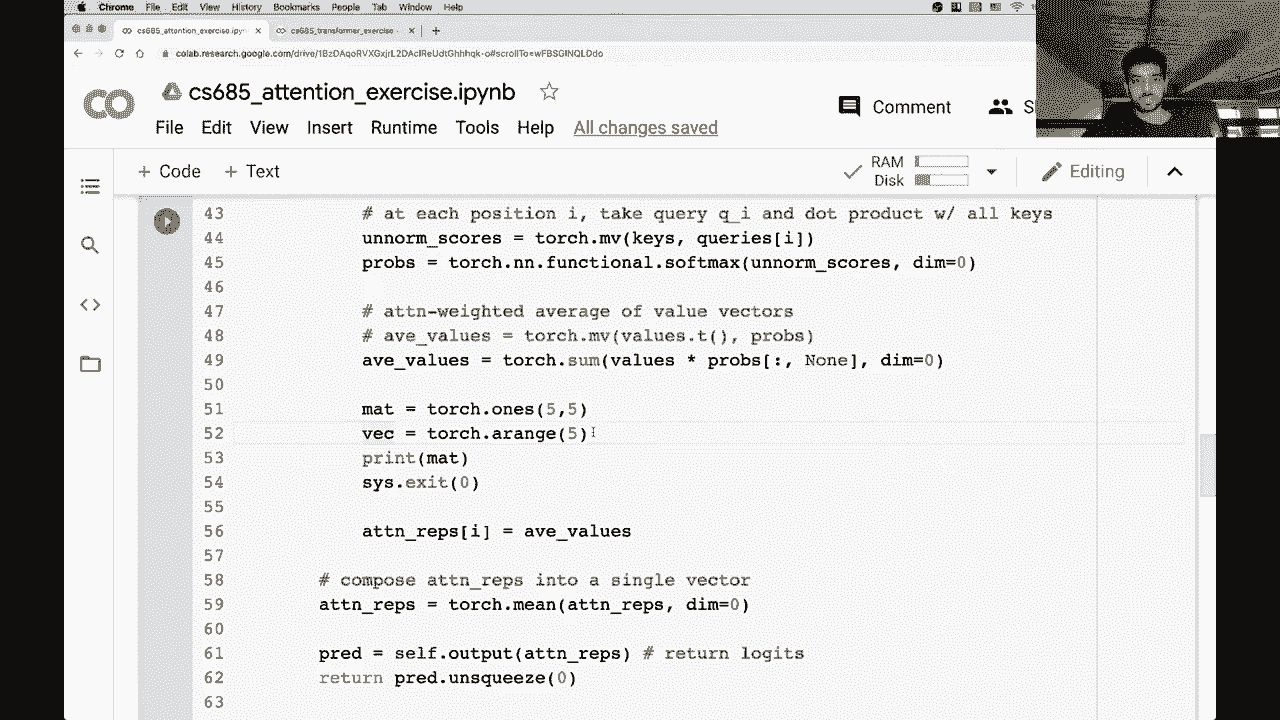 Chrome File Edit View History Bookmarks People Tab Window Help
cs685_attention_exercise.ipyn
cs685_transformer_exercise
colab.research.google.com/drive/
CO
cs685_attention_exercise.ipynb
Comment
S
File Edit View Insert Runtime Tools Help All changes saved
+ Code + Text
RAM
Disk
Editing
43 # at each position i, take query q_i and dot product w/ all keys
44 unnorm_scores = torch.mv(keys, queries[i])
45 probs = torch.nn.functional.softmax(unnorm_scores, dim=0)
46
47 # attn-weighted average of value vectors
48 # ave_values = torch.mv(values.t(), probs)
49 ave_values = torch.sum(values * probs[:, None], dim=0)
50
51 mat = torch.ones(5,5)
52 vec = torch.arange(5)
53 print(mat)
54 sys.exit(0)
55
56 attn_reps[i] = ave_values
57
58 # compose attn_reps into a single vector
59 attn_reps = torch.mean(attn_reps, dim=0)
60
61 pred = self.output(attn_reps) # return logits
62 return pred.unsqueeze(0)
63